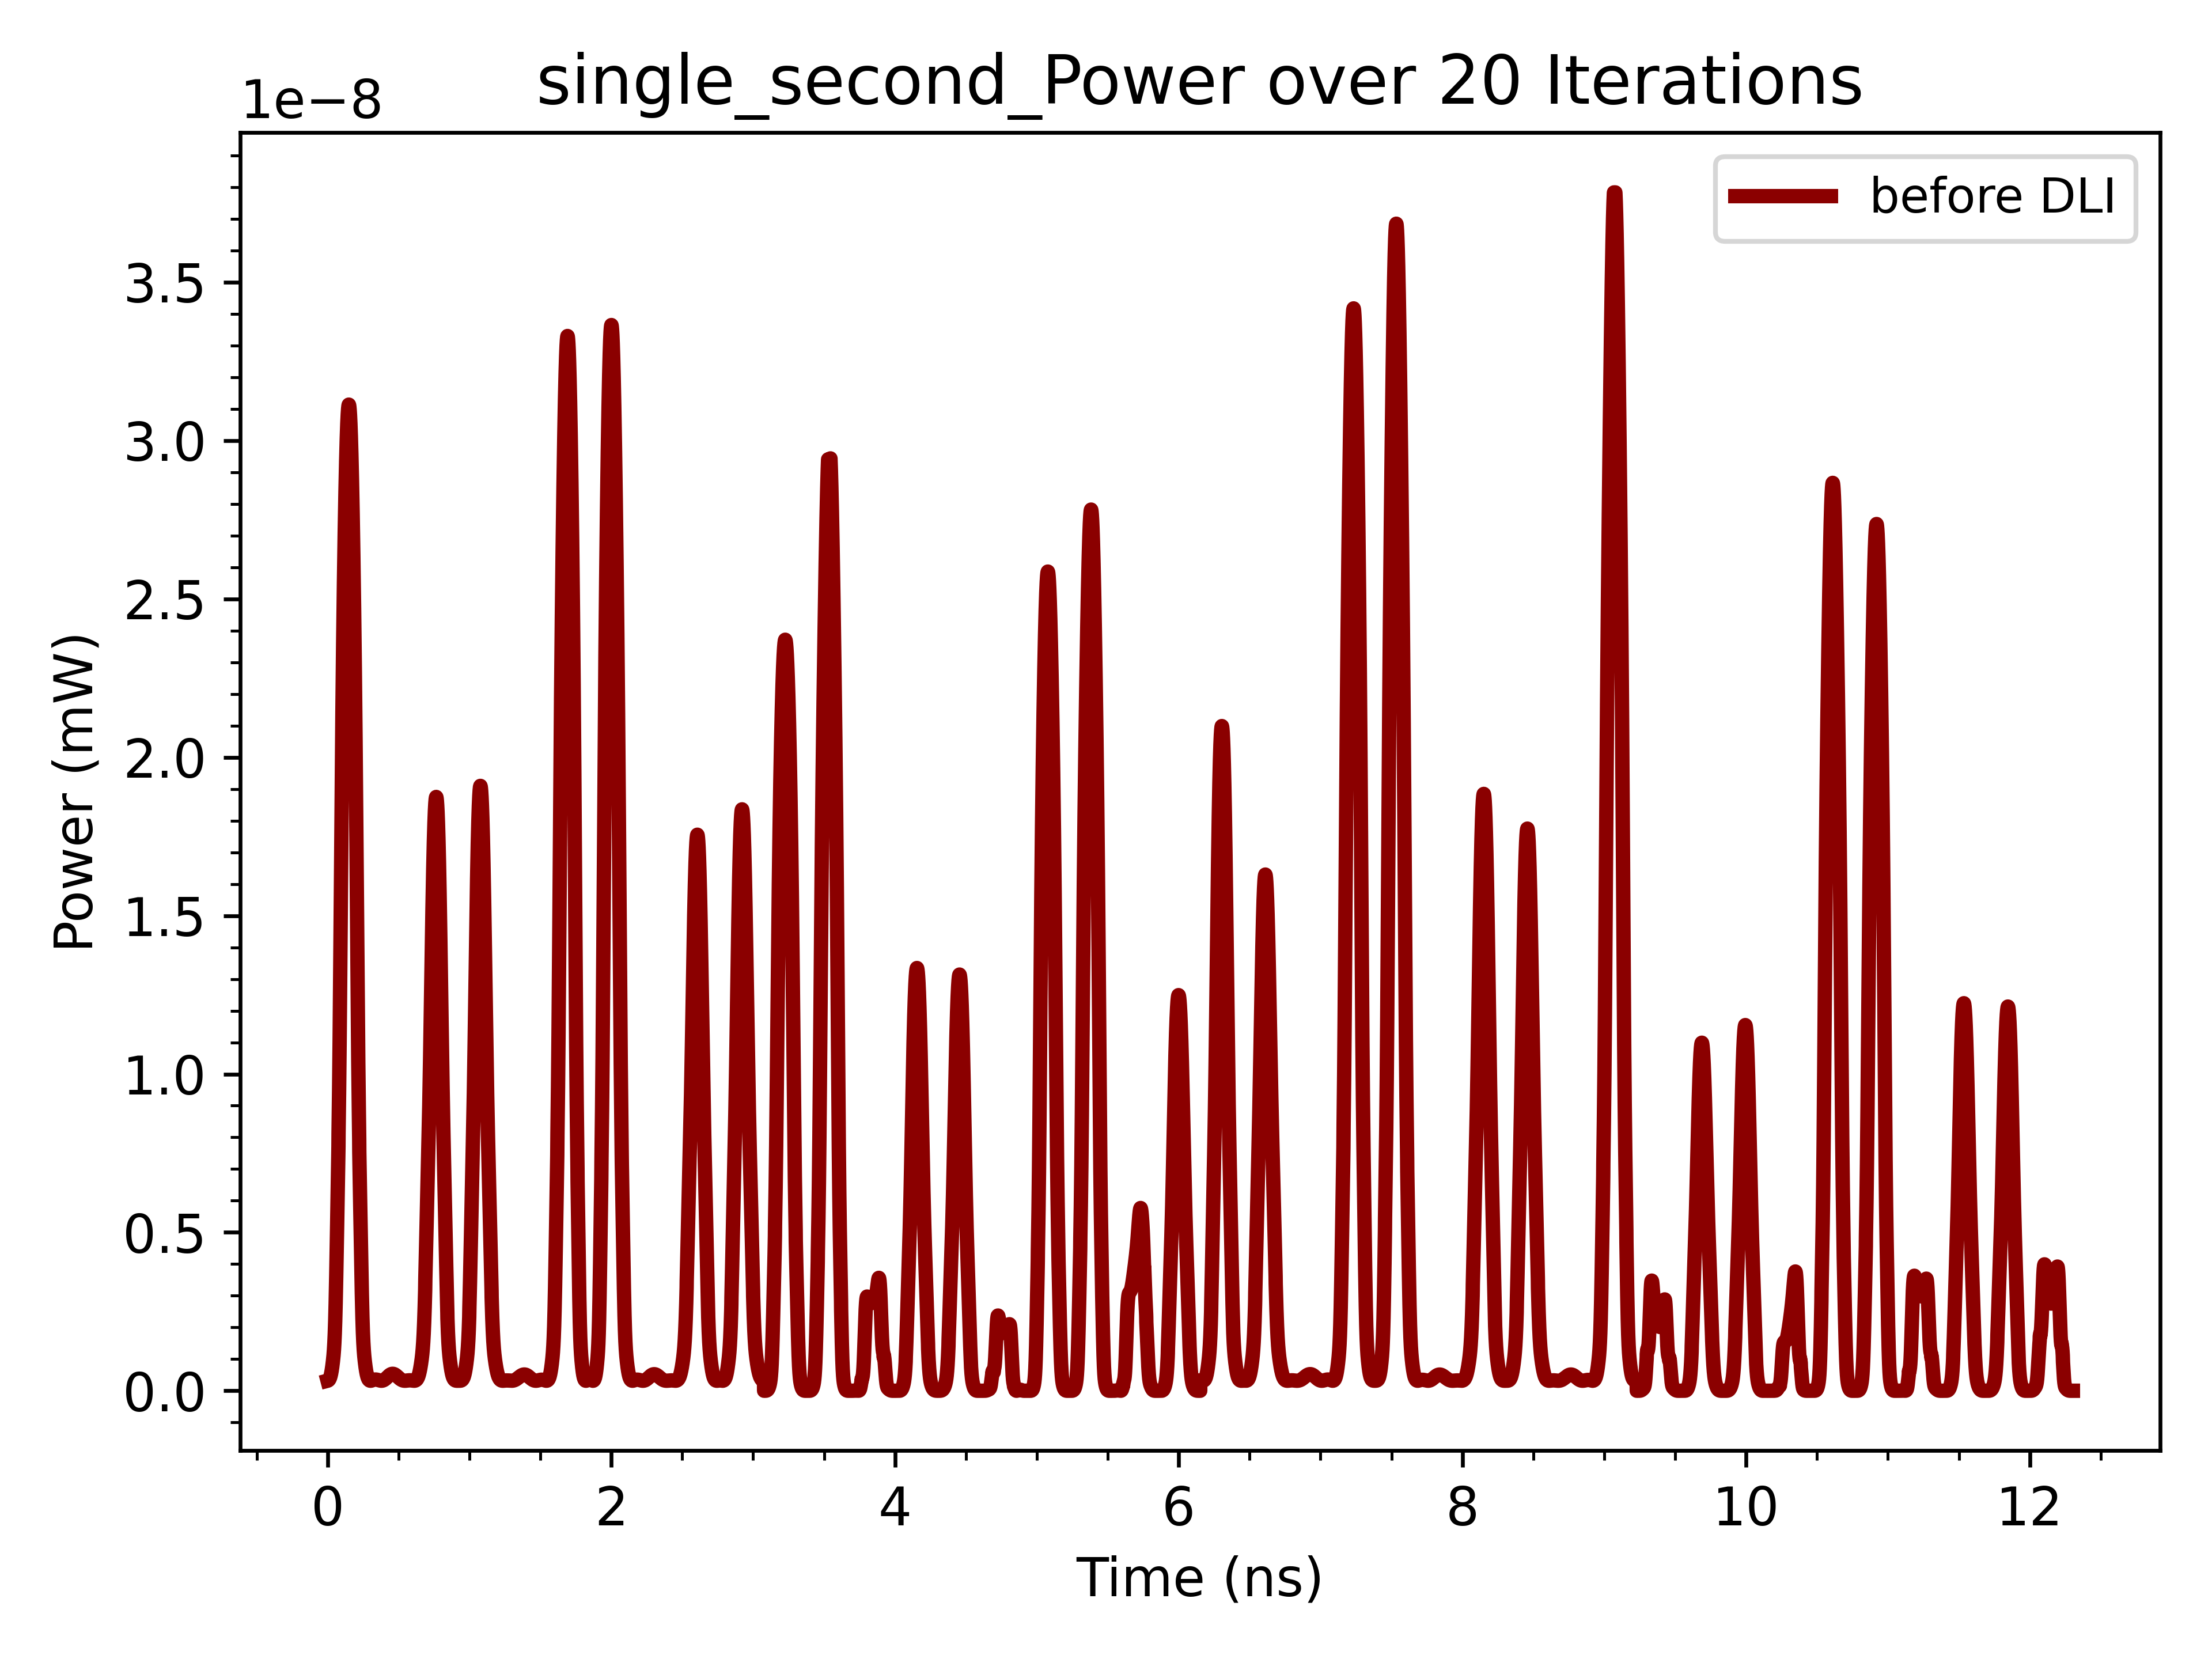 single_second_Power over 20 Iterations
1e−8
before DLI
3.5
3.0
2.5
2.0
1.5
1.0
0.5
0.0
Power (mW)
0 2 4 6 8 10 12
Time (ns)